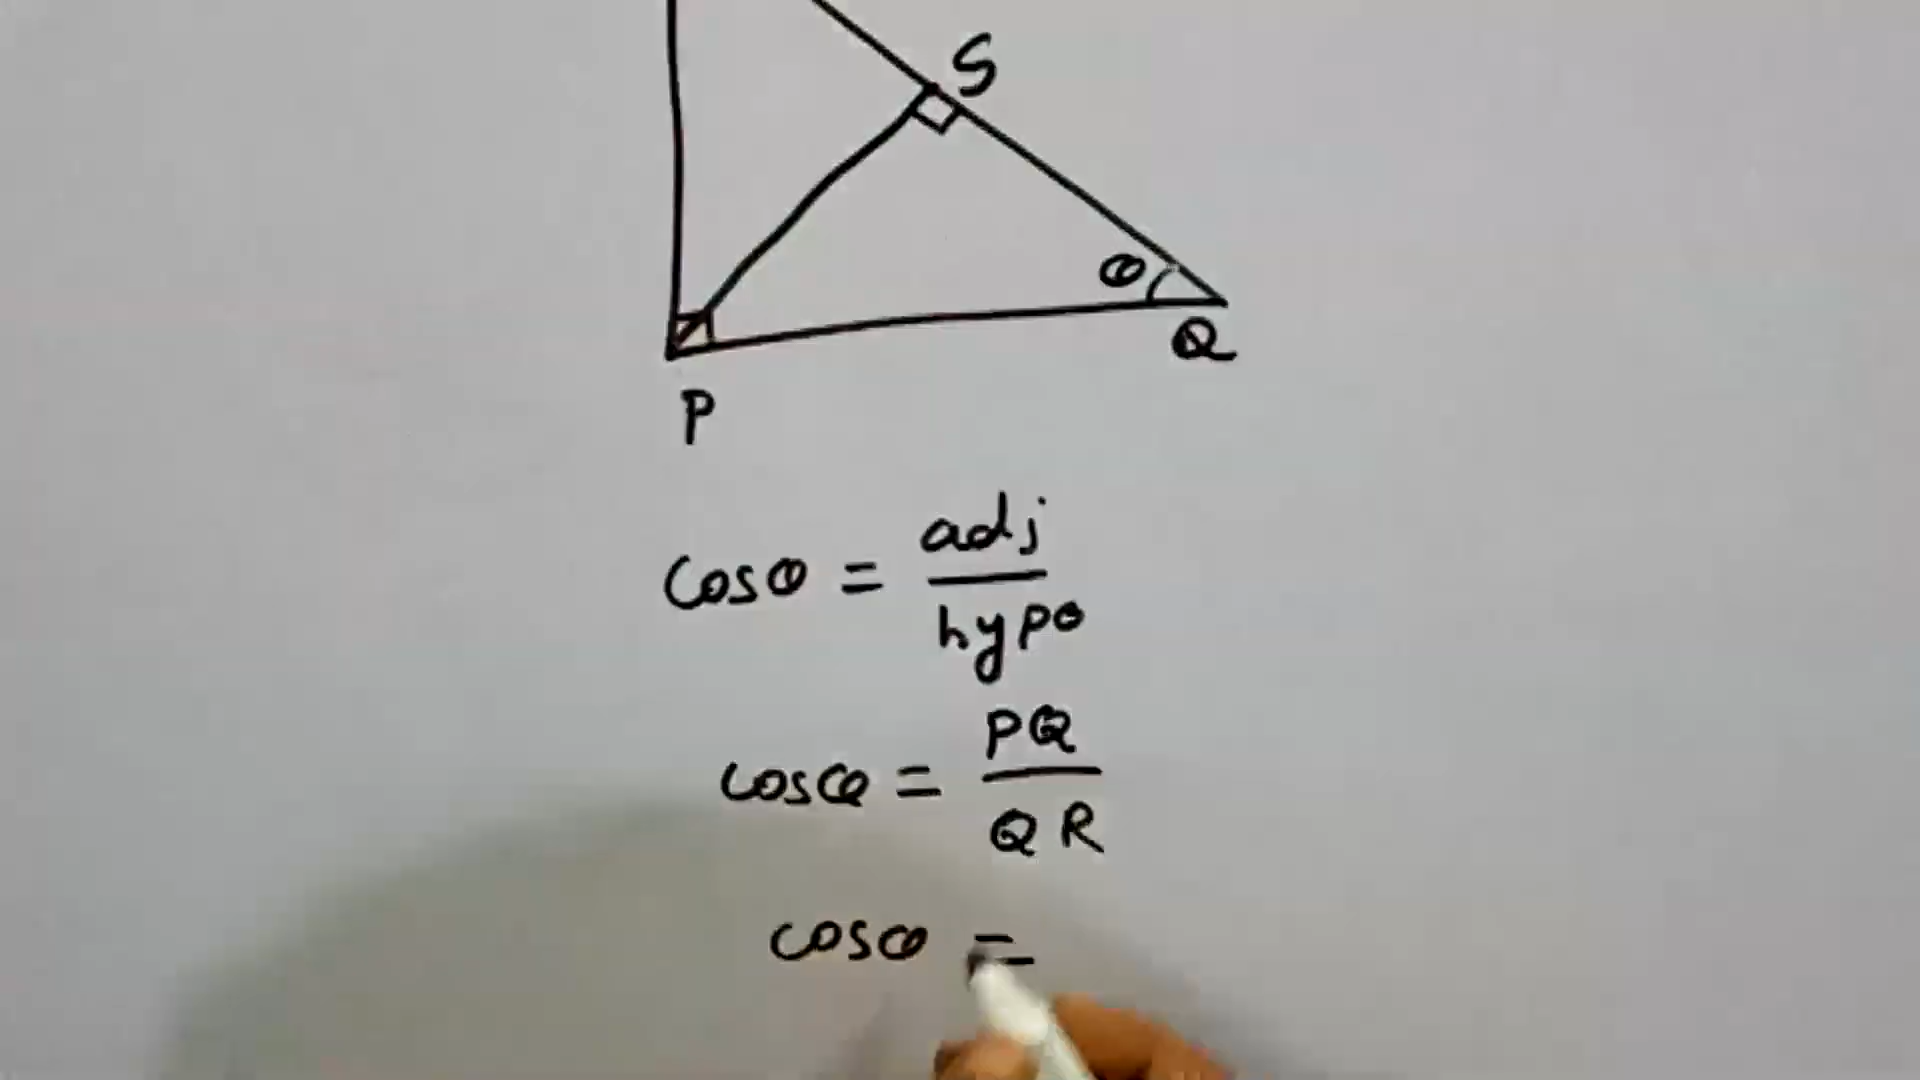 S
θ
Q
P
cosθ = adj
hypo
cosθ = PQ
QR
cosθ =